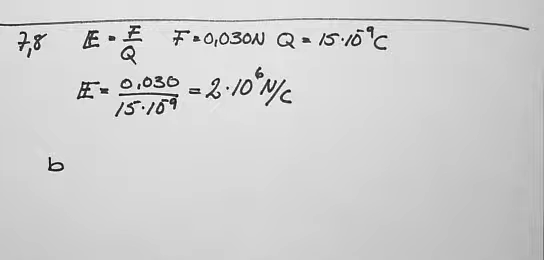 7,8 E = F/Q F = 0,030N Q = 15·10⁻⁹C
E = 0,030/15·10⁻⁹ = 2·10⁶ N/C
b